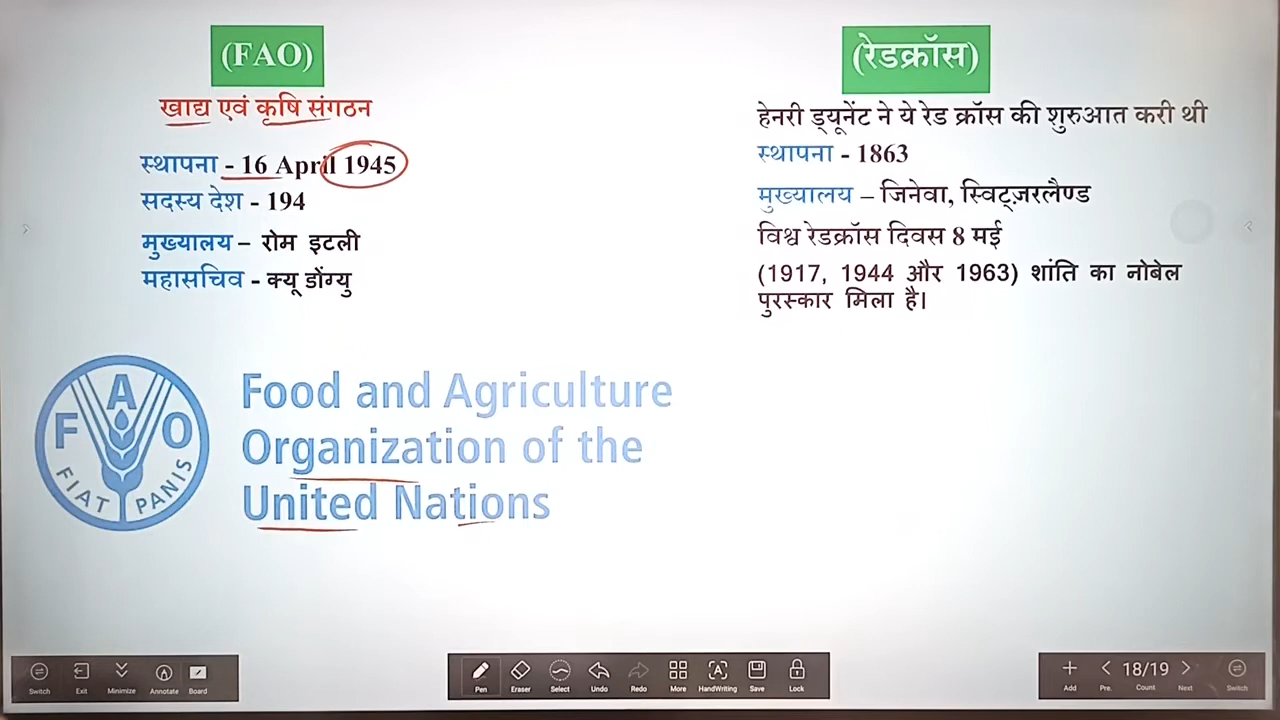 (FAO)
खाद्य एवं कृषि संगठन
स्थापना - 16 April 1945
सदस्य देश - 194
मुख्यालय – रोम इटली
महासचिव - क्यू डोंग्यु
F A O
FIAT PANIS
Food and Agriculture
Organization of the
United Nations
(रेडक्रॉस)
हेनरी ड्यूनेंट ने ये रेड क्रॉस की शुरुआत करी थी
स्थापना - 1863
मुख्यालय – जिनेवा, स्विट्ज़रलैण्ड
विश्व रेडक्रॉस दिवस 8 मई
(1917, 1944 और 1963) शांति का नोबेल
पुरस्कार मिला है।
Switch Exit Minimize Annotate Board
Pen Eraser Select Undo Redo More HandWriting Save Lock
18/19
Add Pre. Count Next Switch